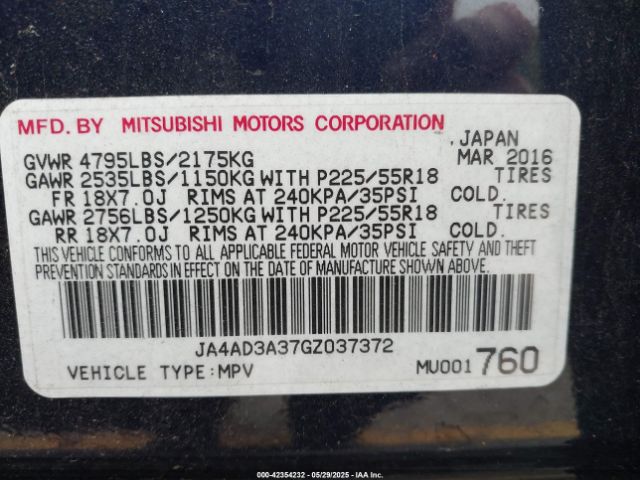 MFD. BY MITSUBISHI MOTORS CORPORATION
, JAPAN
GVWR 4795LBS/2175KG MAR 2016
GAWR 2535LBS/1150KG WITH P225/55R18 TIRES
FR 18X7.0J RIMS AT 240KPA/35PSI COLD.
GAWR 2756LBS/1250KG WITH P225/55R18 TIRES
RR 18X7.0J RIMS AT 240KPA/35PSI COLD.
THIS VEHICLE CONFORMS TO ALL APPLICABLE FEDERAL MOTOR VEHICLE SAFETY AND THEFT
PREVENTION STANDARDS IN EFFECT ON THE DATE OF MANUFACTURE SHOWN ABOVE.
JA4AD3A37GZ037372
VEHICLE TYPE:MPV MU001760
000-42354232 - 05/29/2025 - IAA Inc.